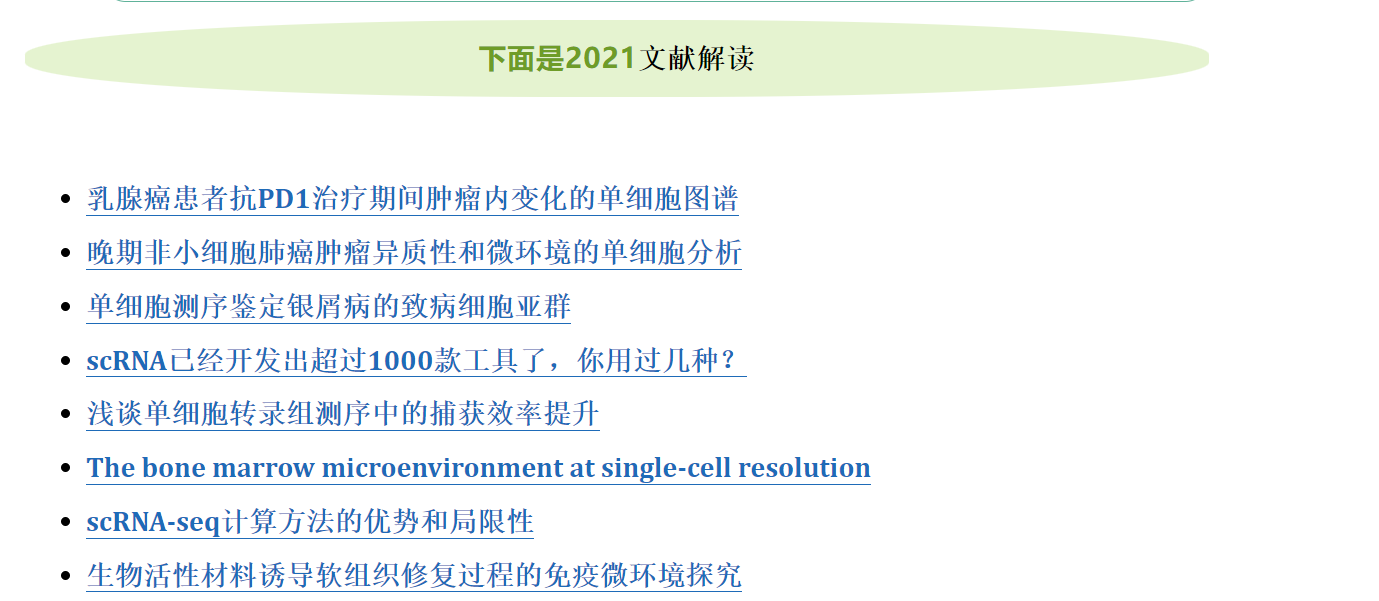 下面是2021文献解读
乳腺癌患者抗PD1治疗期间肿瘤内变化的单细胞图谱
晚期非小细胞肺癌肿瘤异质性和微环境的单细胞分析
单细胞测序鉴定银屑病的致病细胞亚群
scRNA已经开发出超过1000款工具了，你用过几种？
浅谈单细胞转录组测序中的捕获效率提升
The bone marrow microenvironment at single-cell resolution
scRNA-seq计算方法的优势和局限性
生物活性材料诱导软组织修复过程的免疫微环境探究